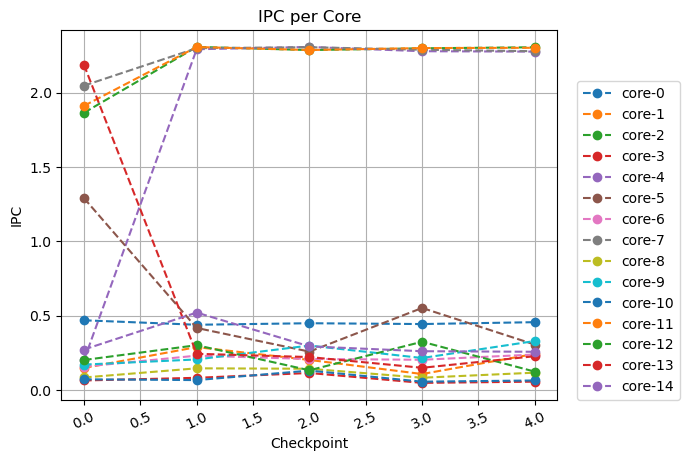 IPC per Core
IPC
2.0
1.5
1.0
0.5
0.0
0.0
0.5
1.0
1.5
2.0
2.5
3.0
3.5
4.0
Checkpoint
core-0
core-1
core-2
core-3
core-4
core-5
core-6
core-7
core-8
core-9
core-10
core-11
core-12
core-13
core-14